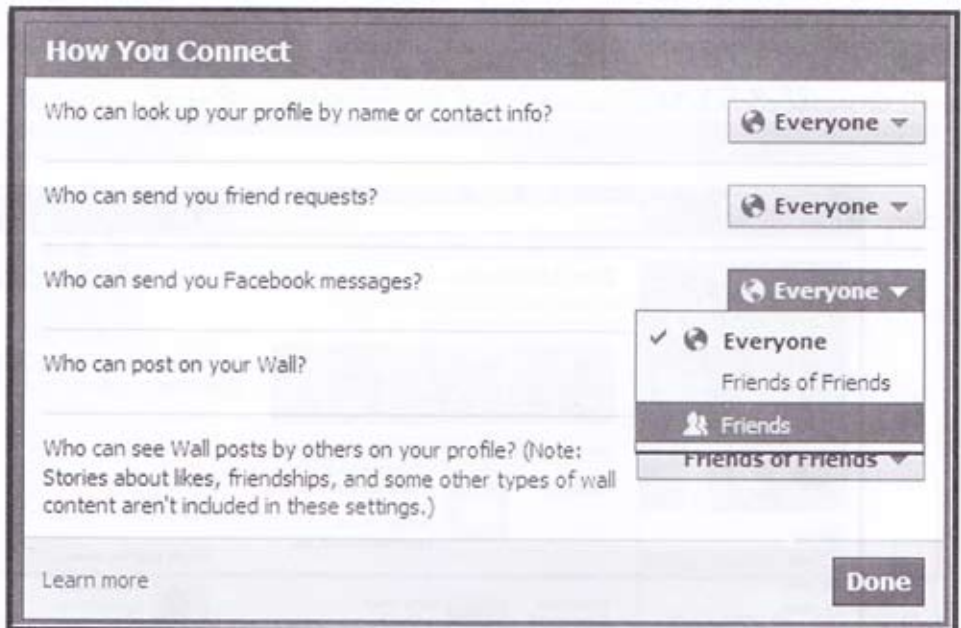 How You Connect
Who can look up your profile by name or contact info?
Everyone
Who can send you friend requests?
Everyone
Who can send you Facebook messages?
Everyone
Everyone
Friends of Friends
Friends
Who can post on your Wall?
Who can see Wall posts by others on your profile? (Note:
Stories about likes, friendships, and some other types of wall
content aren't included in these settings.)
Friends of Friends
Learn more
Done